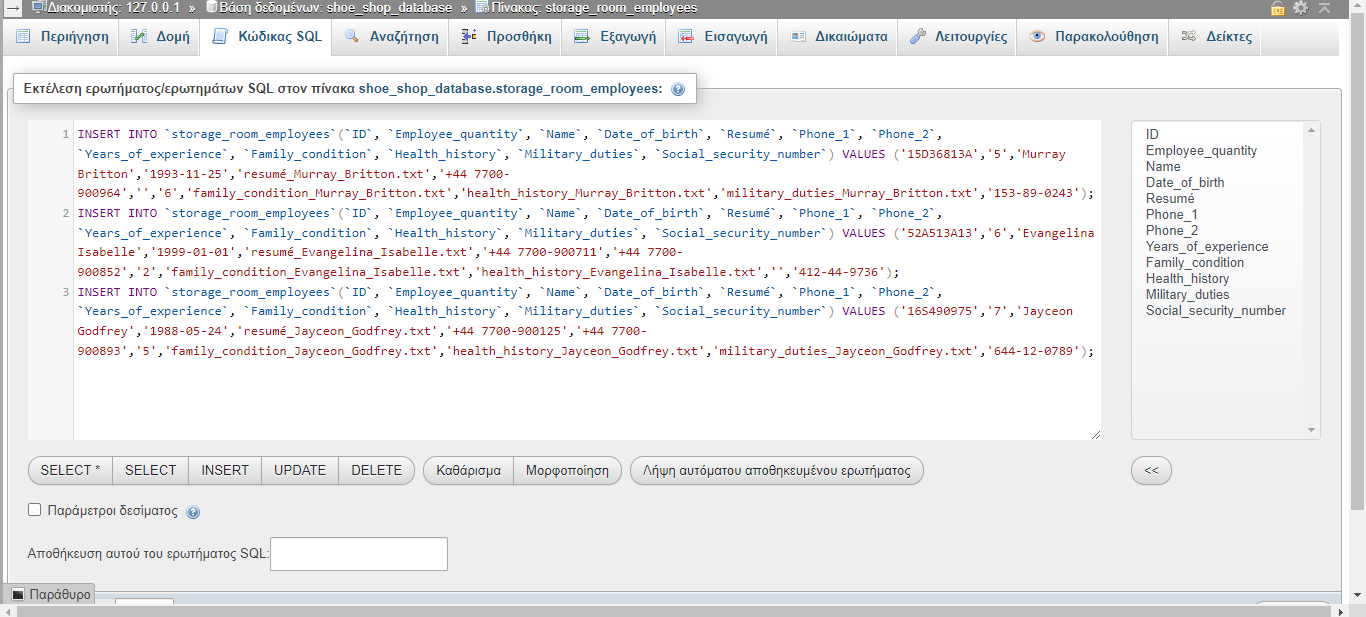 Διακομιστής: 127.0.0.1 » Βάση δεδομένων: shoe_shop_database » Πίνακας: storage_room_employees
Περιήγηση Δομή Κώδικας SQL Αναζήτηση Προσθήκη Εξαγωγή Εισαγωγή Δικαιώματα Λειτουργίες Παρακολούθηση Δείκτες
Εκτέλεση ερωτήματος/ερωτημάτων SQL στον πίνακα shoe_shop_database.storage_room_employees:
1 INSERT INTO `storage_room_employees`(`ID`, `Employee_quantity`, `Name`, `Date_of_birth`, `Resumé`, `Phone_1`, `Phone_2`,
`Years_of_experience`, `Family_condition`, `Health_history`, `Military_duties`, `Social_security_number`) VALUES ('15D36813A','5','Murray
Britton','1993-11-25','resumé_Murray_Britton.txt','+44 7700-
900964','','6','family_condition_Murray_Britton.txt','health_history_Murray_Britton.txt','military_duties_Murray_Britton.txt','153-89-0243');
2 INSERT INTO `storage_room_employees`(`ID`, `Employee_quantity`, `Name`, `Date_of_birth`, `Resumé`, `Phone_1`, `Phone_2`,
`Years_of_experience`, `Family_condition`, `Health_history`, `Military_duties`, `Social_security_number`) VALUES ('52A513A13','6','Evangelina
Isabelle','1999-01-01','resumé_Evangelina_Isabelle.txt','+44 7700-900711','+44 7700-
900852','2','family_condition_Evangelina_Isabelle.txt','health_history_Evangelina_Isabelle.txt','','412-44-9736');
3 INSERT INTO `storage_room_employees`(`ID`, `Employee_quantity`, `Name`, `Date_of_birth`, `Resumé`, `Phone_1`, `Phone_2`,
`Years_of_experience`, `Family_condition`, `Health_history`, `Military_duties`, `Social_security_number`) VALUES ('16S490975','7','Jayceon
Godfrey','1988-05-24','resumé_Jayceon_Godfrey.txt','+44 7700-900125','+44 7700-
900893','5','family_condition_Jayceon_Godfrey.txt','health_history_Jayceon_Godfrey.txt','military_duties_Jayceon_Godfrey.txt','644-12-0789');
ID
Employee_quantity
Name
Date_of_birth
Resumé
Phone_1
Phone_2
Years_of_experience
Family_condition
Health_history
Military_duties
Social_security_number
SELECT * SELECT INSERT UPDATE DELETE Καθάρισμα Μορφοποίηση Λήψη αυτόματου αποθηκευμένου ερωτήματος <<
Παράμετροι δεσίματος
Αποθήκευση αυτού του ερωτήματος SQL:
Παράθυρο